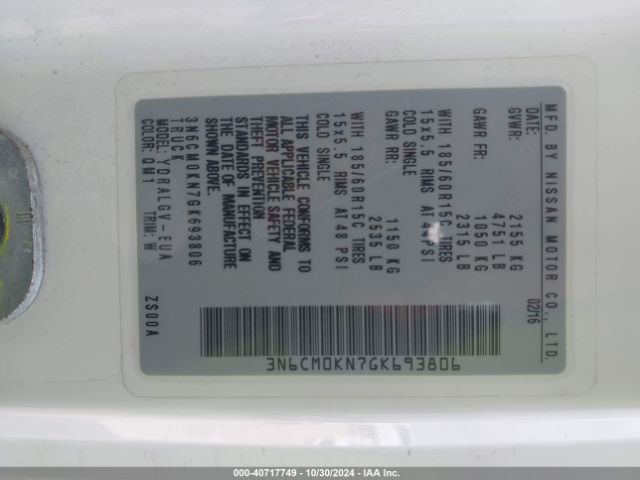 MFD. BY NISSAN MOTOR CO., LTD.
DATE: 02/16
GVWR: 2155 KG
4751 LB
GAWR FR: 1050 KG
2315 LB
WITH 185/60R15C TIRES
15x5.5 RIMS AT 44PSI
COLD SINGLE
GAWR RR: 1150 KG
2535 LB
WITH 185/60R15C TIRES
15x5.5 RIMS AT 48 PSI
COLD SINGLE
THIS VEHICLE CONFORMS TO
ALL APPLICABLE FEDERAL
MOTOR VEHICLE SAFETY AND
THEFT PREVENTION
STANDARDS IN EFFECT ON
THE DATE OF MANUFACTURE
SHOWN ABOVE.
3N6CM0KN7GK693806
TRUCK
MODEL: YDRALGV-EUA
COLOR: QM1 TRIM: W ZS00A
3N6CM0KN7GK693806
000-40717749 - 10/30/2024 - IAA Inc.